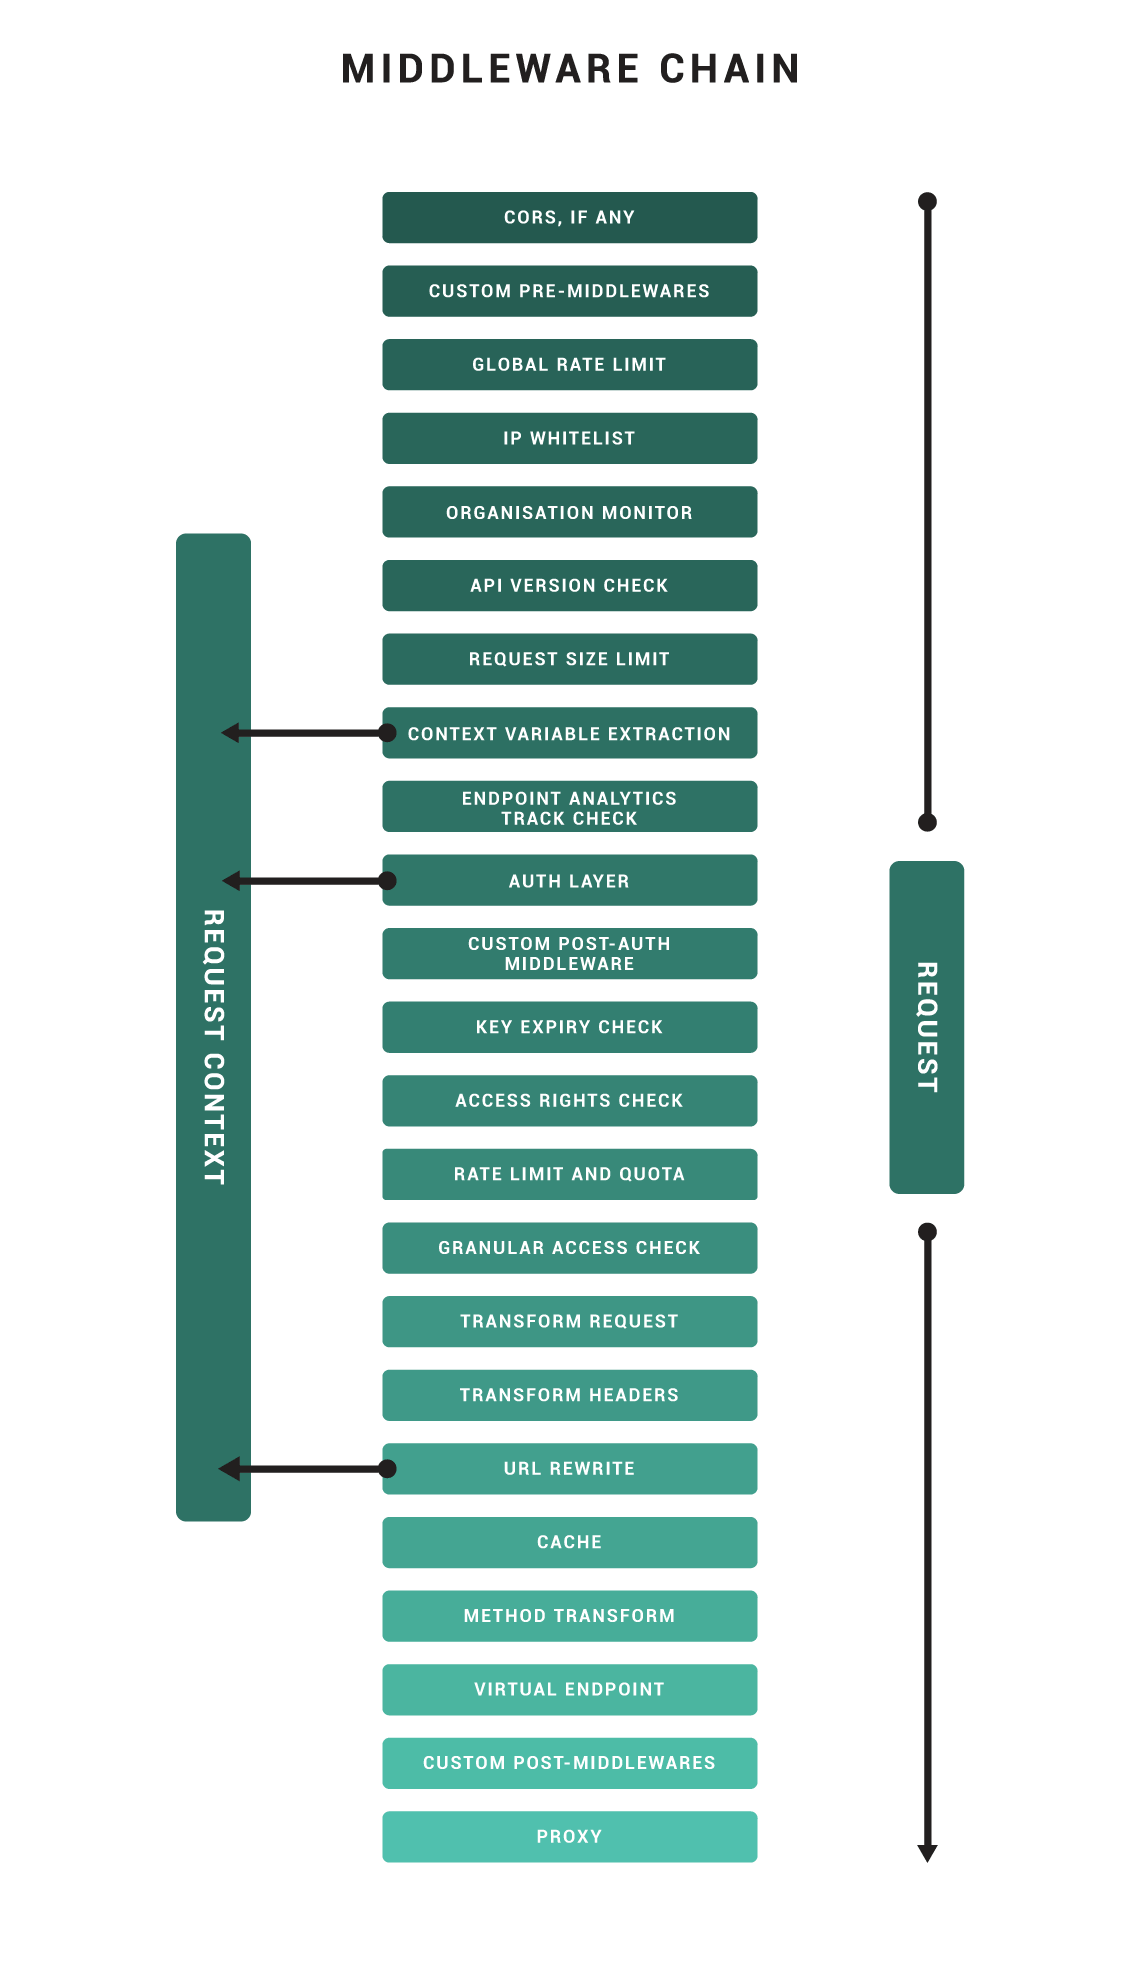 MIDDLEWARE CHAIN
CORS, IF ANY
CUSTOM PRE-MIDDLEWARES
GLOBAL RATE LIMIT
IP WHITELIST
ORGANISATION MONITOR
API VERSION CHECK
REQUEST SIZE LIMIT
CONTEXT VARIABLE EXTRACTION
ENDPOINT ANALYTICS
TRACK CHECK
AUTH LAYER
CUSTOM POST-AUTH
MIDDLEWARE
KEY EXPIRY CHECK
ACCESS RIGHTS CHECK
RATE LIMIT AND QUOTA
GRANULAR ACCESS CHECK
TRANSFORM REQUEST
TRANSFORM HEADERS
URL REWRITE
CACHE
METHOD TRANSFORM
VIRTUAL ENDPOINT
CUSTOM POST-MIDDLEWARES
PROXY
REQUEST CONTEXT
REQUEST